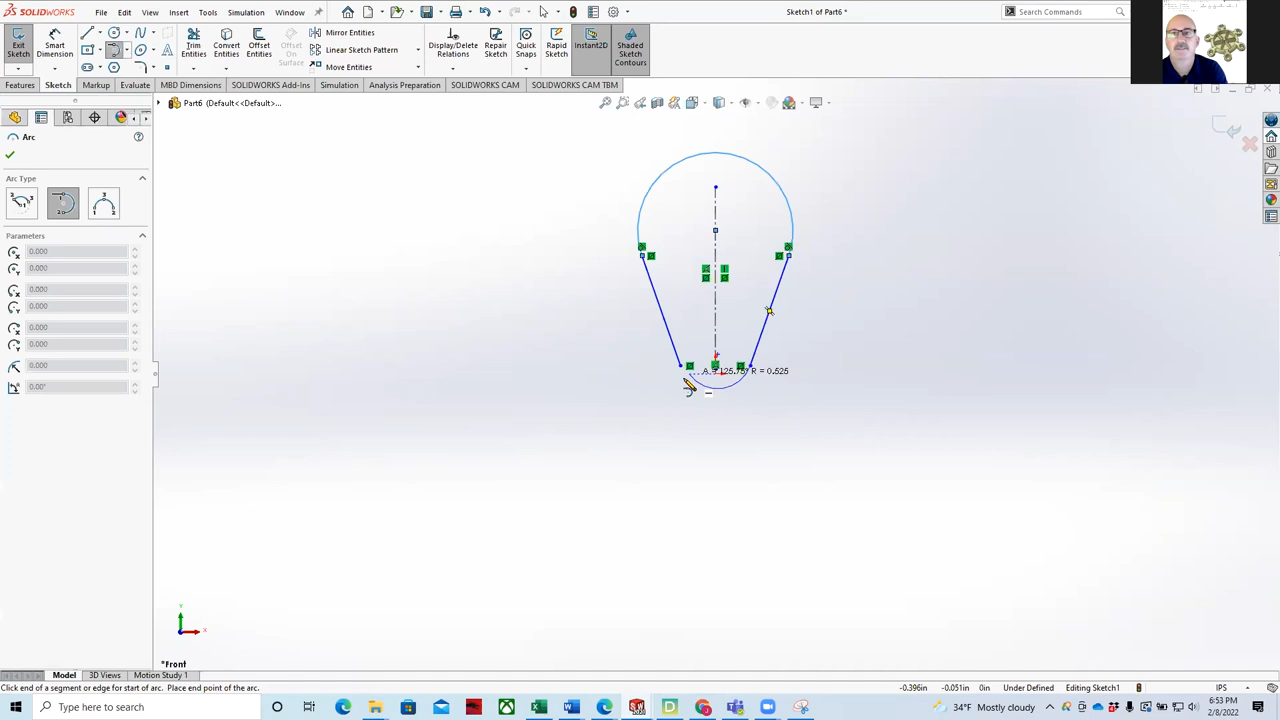 SOLIDWORKS File Edit View Insert Tools Simulation Window Sketch1 of Part6 * Search Commands
Exit Sketch Smart Dimension Trim Entities Convert Entities Offset Entities Offset On Surface Mirror Entities Linear Sketch Pattern Move Entities Display/Delete Relations Repair Sketch Quick Snaps Rapid Sketch Instant2D Shaded Sketch Contours
Features Sketch Markup Evaluate MBD Dimensions SOLIDWORKS Add-Ins Simulation Analysis Preparation SOLIDWORKS CAM SOLIDWORKS CAM TBM
Part6 (Default<<Default>...
Arc
Arc Type
Parameters
0.000
0.000
0.000
0.000
0.000
0.000
0.000
0.00°
R = 0.525
Y
X
*Front
Model 3D Views Motion Study 1
Click end of a segment or edge for start of arc. Place end point of the arc. -0.396in -0.051in 0in Under Defined Editing Sketch1 IPS
Type here to search 34°F Mostly cloudy 6:53 PM
2/8/2022